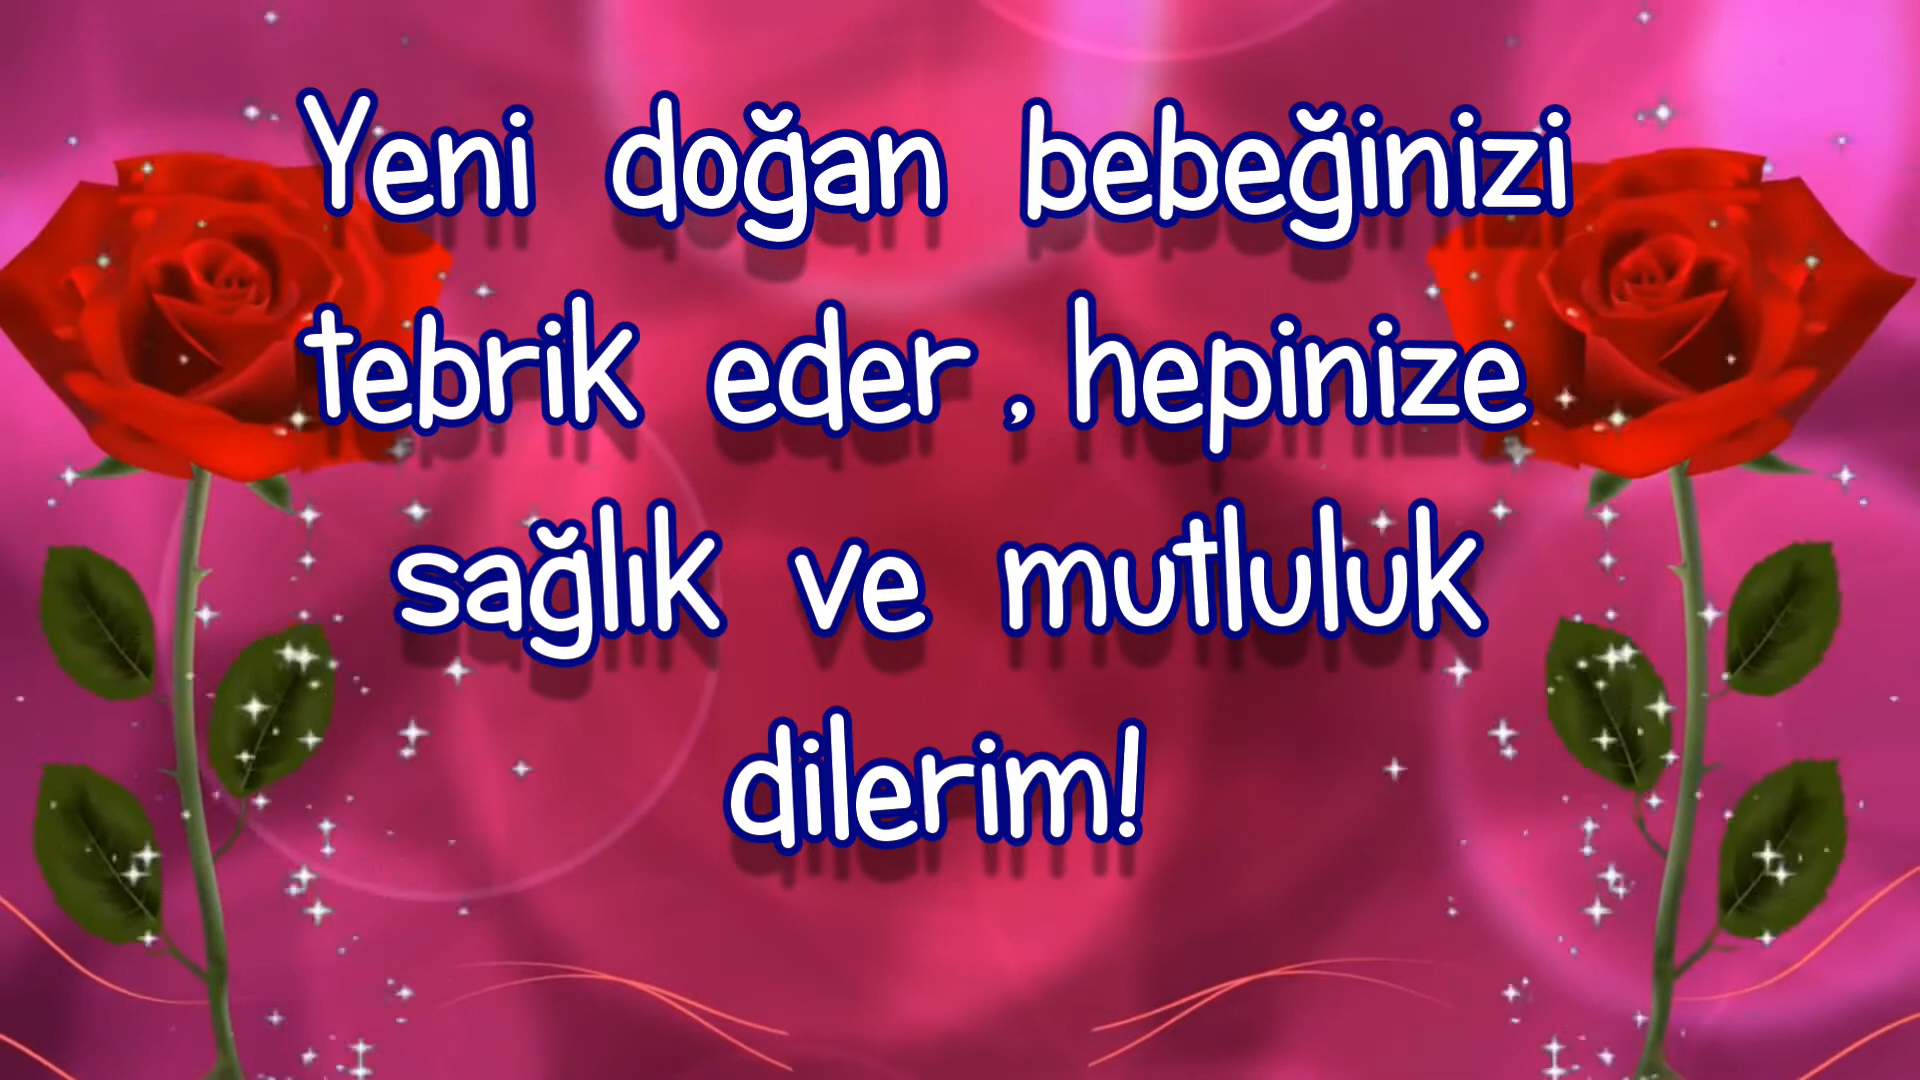 Yeni doğan bebeğinizi
tebrik eder , hepinize
sağlık ve mutluluk
dilerim!